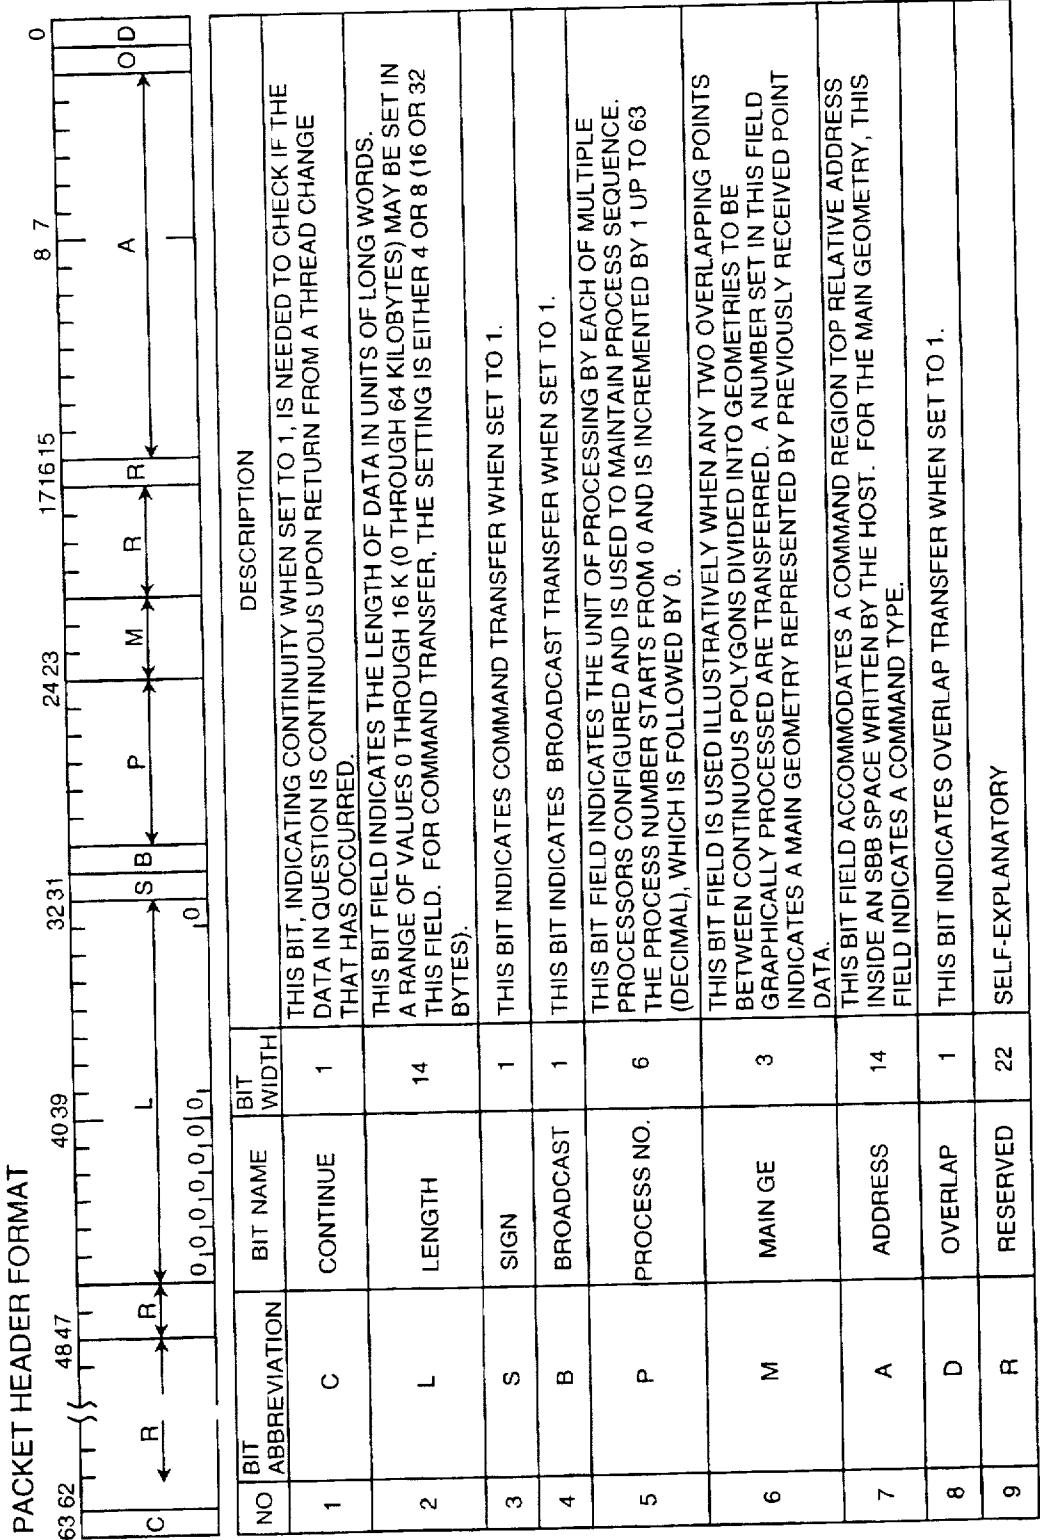 PACKET HEADER FORMAT
63 62 48 47 40 39 32 31 24 23 17 16 15 8 7 0
C R R L S B P M R R A O D
0 0 0 0 0 0 0 0
NO BIT ABBREVIATION BIT NAME BIT WIDTH DESCRIPTION
1 C CONTINUE 1 THIS BIT, INDICATING CONTINUITY WHEN SET TO 1, IS NEEDED TO CHECK IF THE
DATA IN QUESTION IS CONTINUOUS UPON RETURN FROM A THREAD CHANGE
THAT HAS OCCURRED.
2 L LENGTH 14 THIS BIT FIELD INDICATES THE LENGTH OF DATA IN UNITS OF LONG WORDS.
A RANGE OF VALUES 0 THROUGH 16 K (0 THROUGH 64 KILOBYTES) MAY BE SET IN
THIS FIELD. FOR COMMAND TRANSFER, THE SETTING IS EITHER 4 OR 8 (16 OR 32
BYTES).
3 S SIGN 1 THIS BIT INDICATES COMMAND TRANSFER WHEN SET TO 1.
4 B BROADCAST 1 THIS BIT INDICATES BROADCAST TRANSFER WHEN SET TO 1.
5 P PROCESS NO. 6 THIS BIT FIELD INDICATES THE UNIT OF PROCESSING BY EACH OF MULTIPLE
PROCESSORS CONFIGURED AND IS USED TO MAINTAIN PROCESS SEQUENCE.
THE PROCESS NUMBER STARTS FROM 0 AND IS INCREMENTED BY 1 UP TO 63
(DECIMAL), WHICH IS FOLLOWED BY 0.
6 M MAIN GE 3 THIS BIT FIELD IS USED ILLUSTRATIVELY WHEN ANY TWO OVERLAPPING POINTS
BETWEEN CONTINUOUS POLYGONS DIVIDED INTO GEOMETRIES TO BE
GRAPHICALLY PROCESSED ARE TRANSFERRED. A NUMBER SET IN THIS FIELD
INDICATES A MAIN GEOMETRY REPRESENTED BY PREVIOUSLY RECEIVED POINT
DATA.
7 A ADDRESS 14 THIS BIT FIELD ACCOMMODATES A COMMAND REGION TOP RELATIVE ADDRESS
INSIDE AN SBB SPACE WRITTEN BY THE HOST. FOR THE MAIN GEOMETRY, THIS
FIELD INDICATES A COMMAND TYPE.
8 D OVERLAP 1 THIS BIT INDICATES OVERLAP TRANSFER WHEN SET TO 1.
9 R RESERVED 22 SELF-EXPLANATORY